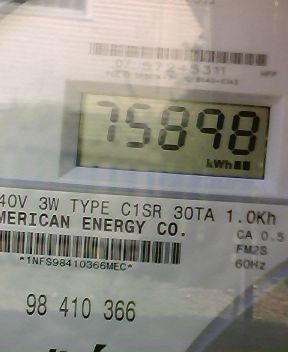 75898
kWh
40V 3W TYPE C1SR 30TA 1.0Kh
MERICAN ENERGY CO.
CA 0.5
FM2S
60Hz
*1NFS98410366MEC*
98 410 366